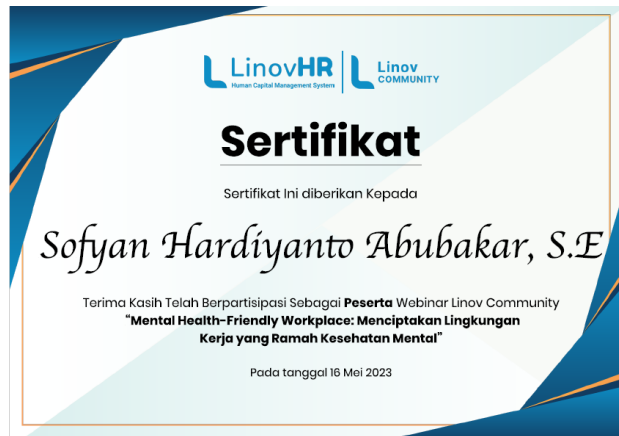 LinovHR
Human Capital Management System
Linov
COMMUNITY
Sertifikat
Sertifikat Ini diberikan Kepada
Sofyan Hardiyanto Abubakar, S.E
Terima Kasih Telah Berpartisipasi Sebagai Peserta Webinar Linov Community
“Mental Health-Friendly Workplace: Menciptakan Lingkungan
Kerja yang Ramah Kesehatan Mental”
Pada tanggal 16 Mei 2023